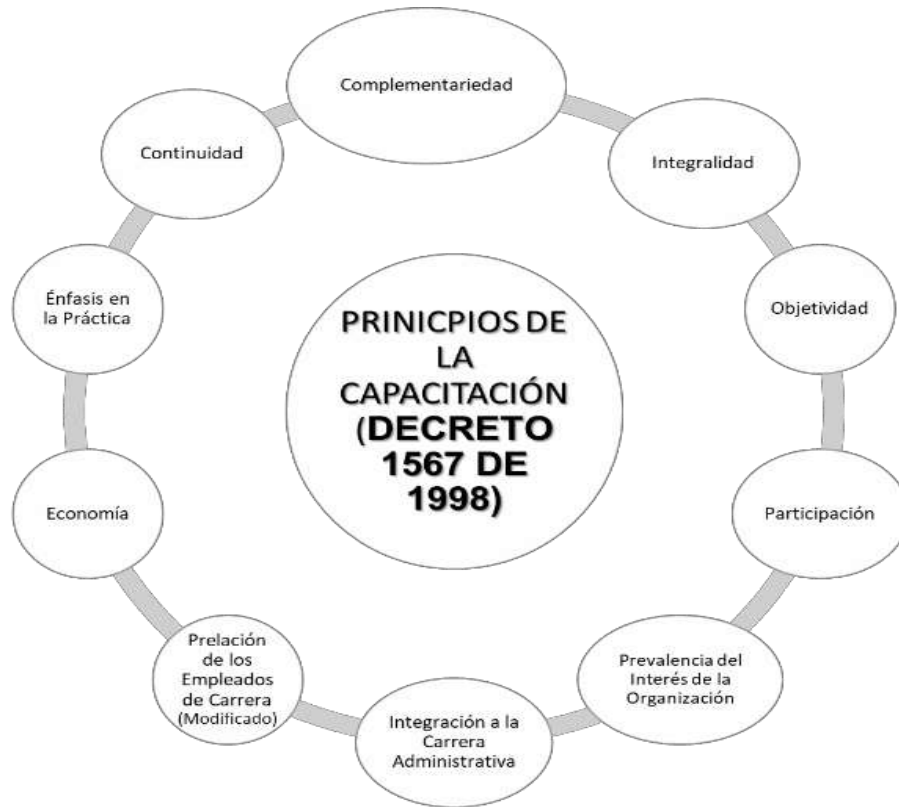 Complementariedad
Integralidad
Objetividad
Participación
Prevalencia del
Interés de la
Organización
Integración a la
Carrera
Administrativa
Prelación
de los
Empleados
de Carrera
(Modificado)
Economía
Énfasis en
la Práctica
Continuidad
PRINICPIOS DE
LA
CAPACITACIÓN
(DECRETO
1567 DE
1998)